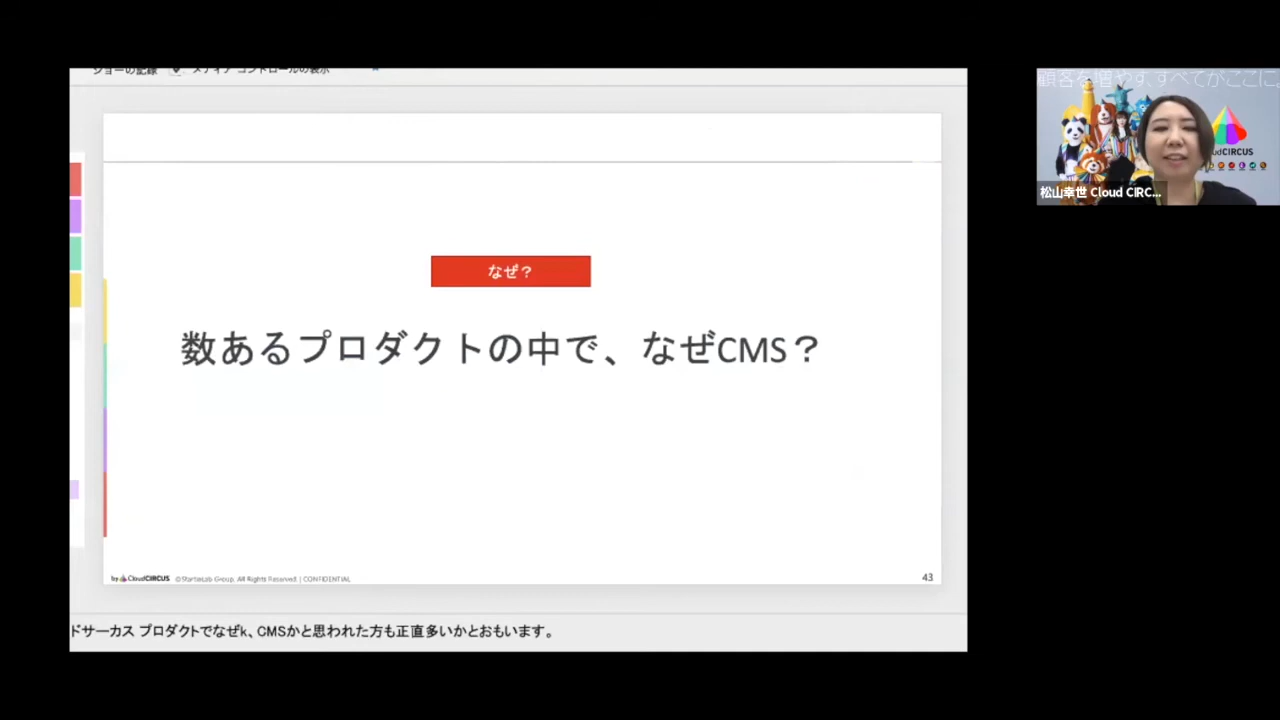 ショーの記録 メディア コントロールの表示
なぜ？
数あるプロダクトの中で、なぜCMS？
by CloudCIRCUS ©StartiaLab Group. All Rights Reserved. | CONFIDENTIAL
43
ドサーカス プロダクトでなぜk、CMSかと思われた方も正直多いかとおもいます。
顧客を増やす、すべてがここに。
udCIRCUS
松山幸世 Cloud CIRC...